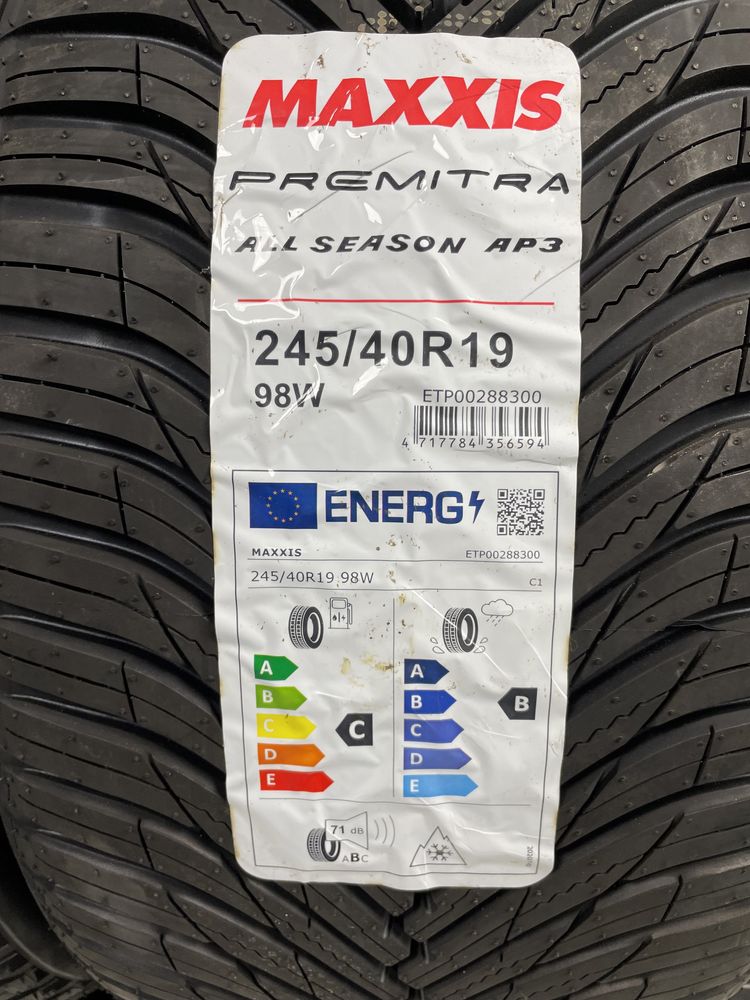 MAXXIS
PREMITRA
ALL SEASON AP3
245/40R19
98W
ETP00288300
4 717784 356594
ENERG
MAXXIS
ETP00288300
245/40R19 98W
C1
A
B
C
D
E
C
A
B
C
D
E
B
71 dB
ABC